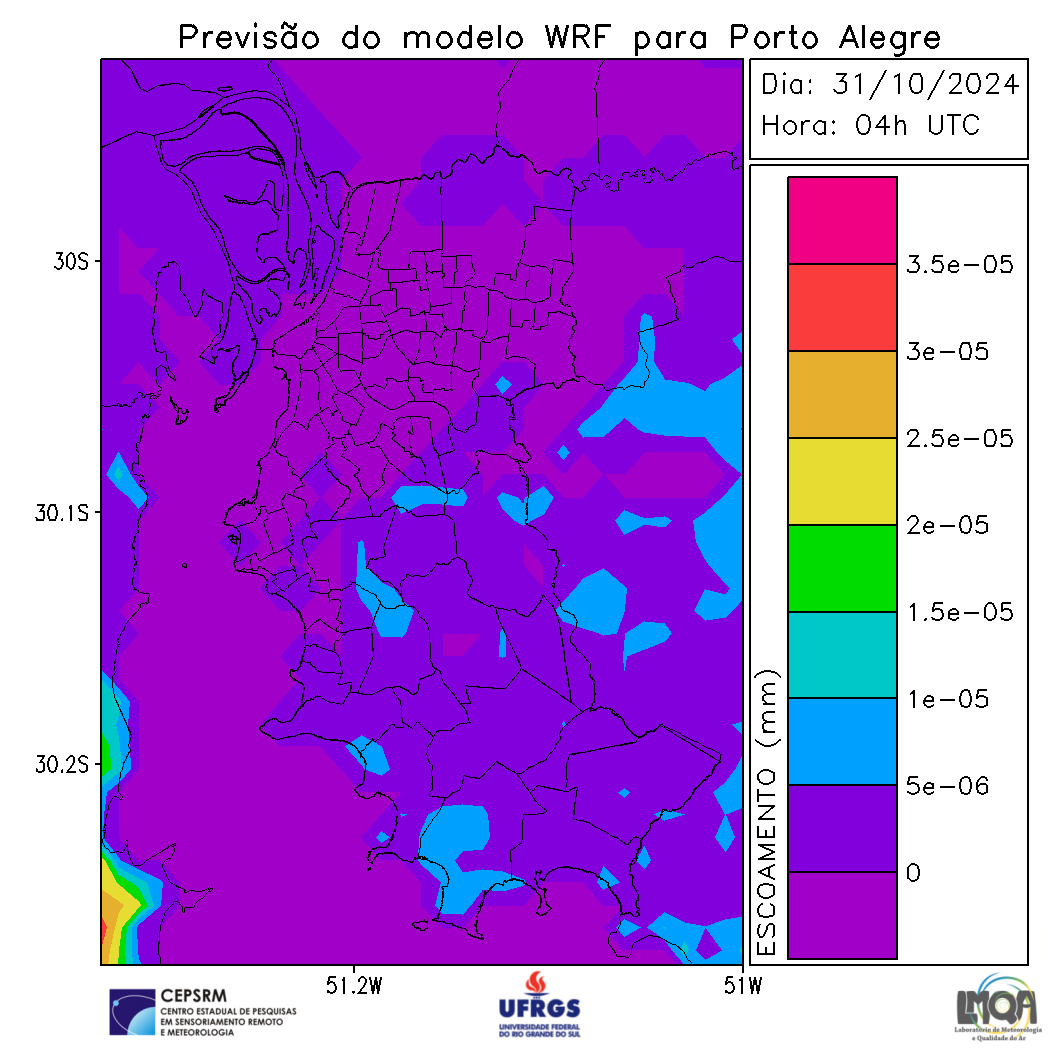 Previsão do modelo WRF para Porto Alegre
Dia: 31/10/2024
Hora: 04h UTC
30S
30.1S
30.2S
51.2W
51W
ESCOAMENTO (mm)
3.5e-05
3e-05
2.5e-05
2e-05
1.5e-05
1e-05
5e-06
0
CEPSRM
CENTRO ESTADUAL DE PESQUISAS
EM SENSORIAMENTO REMOTO
E METEOROLOGIA
UFRGS
UNIVERSIDADE FEDERAL
DO RIO GRANDE DO SUL
LMQA
Laboratório de Meteorologia
e Qualidade do Ar